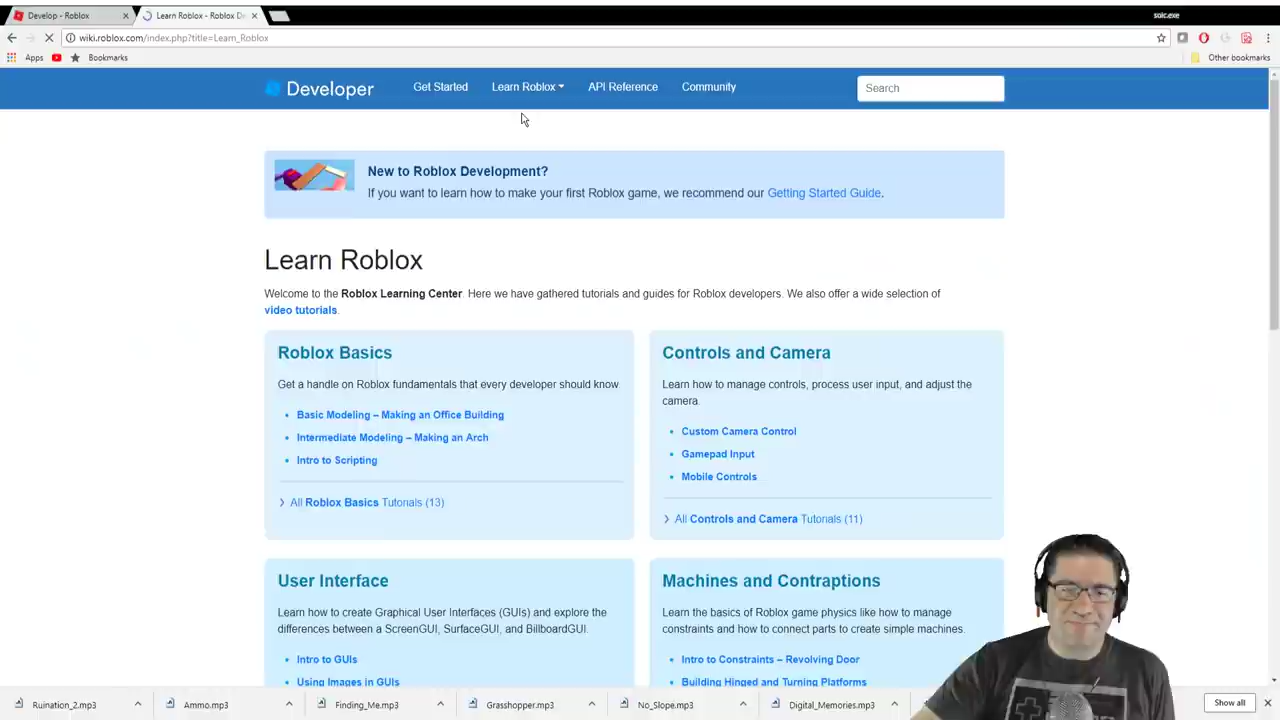 Develop - Roblox
Learn Roblox - Roblox De
solc.exe
wiki.roblox.com/index.php?title=Learn_Roblox
Apps
Bookmarks
Other bookmarks
Developer
Get Started
Learn Roblox
API Reference
Community
Search
New to Roblox Development?
If you want to learn how to make your first Roblox game, we recommend our Getting Started Guide.
Learn Roblox
Welcome to the Roblox Learning Center. Here we have gathered tutorials and guides for Roblox developers. We also offer a wide selection of
video tutorials.
Roblox Basics
Get a handle on Roblox fundamentals that every developer should know
Basic Modeling – Making an Office Building
Intermediate Modeling – Making an Arch
Intro to Scripting
All Roblox Basics Tutorials (13)
Controls and Camera
Learn how to manage controls, process user input, and adjust the
camera.
Custom Camera Control
Gamepad Input
Mobile Controls
All Controls and Camera Tutorials (11)
User Interface
Learn how to create Graphical User Interfaces (GUIs) and explore the
differences between a ScreenGUI, SurfaceGUI, and BillboardGUI.
Intro to GUIs
Using Images in GUIs
Machines and Contraptions
Learn the basics of Roblox game physics like how to manage
constraints and how to connect parts to create simple machines.
Intro to Constraints – Revolving Door
Building Hinged and Turning Platforms
Ruination_2.mp3
Ammo.mp3
Finding_Me.mp3
Grasshopper.mp3
No_Slope.mp3
Digital_Memories.mp3
Show all